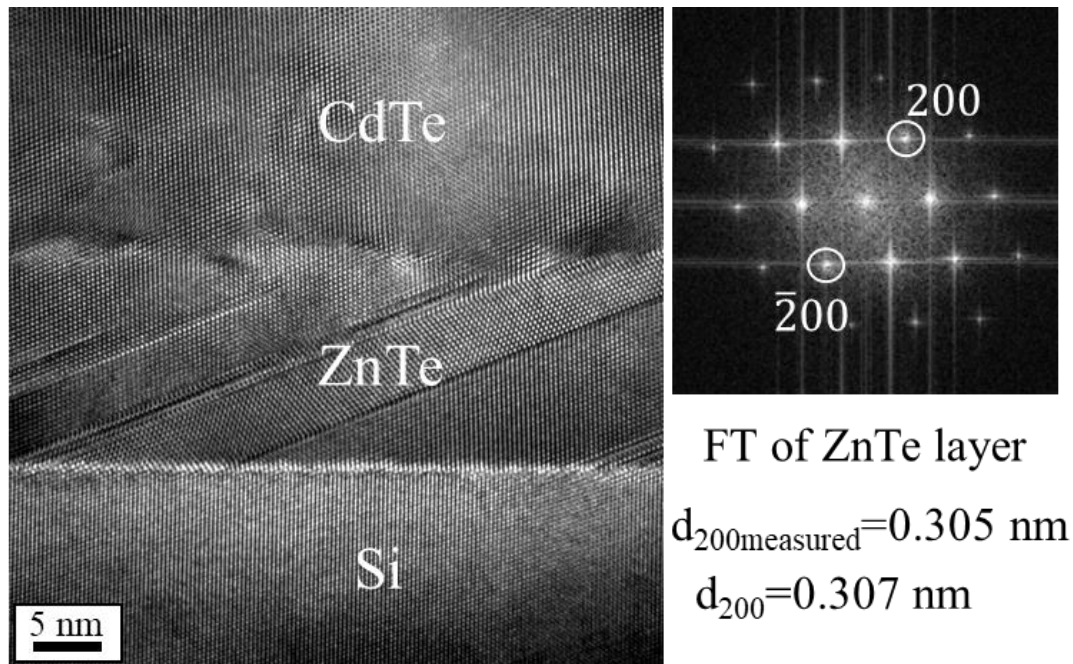 CdTe
ZnTe
Si
5 nm
200
2̄00
FT of ZnTe layer
d200measured=0.305 nm
d200=0.307 nm